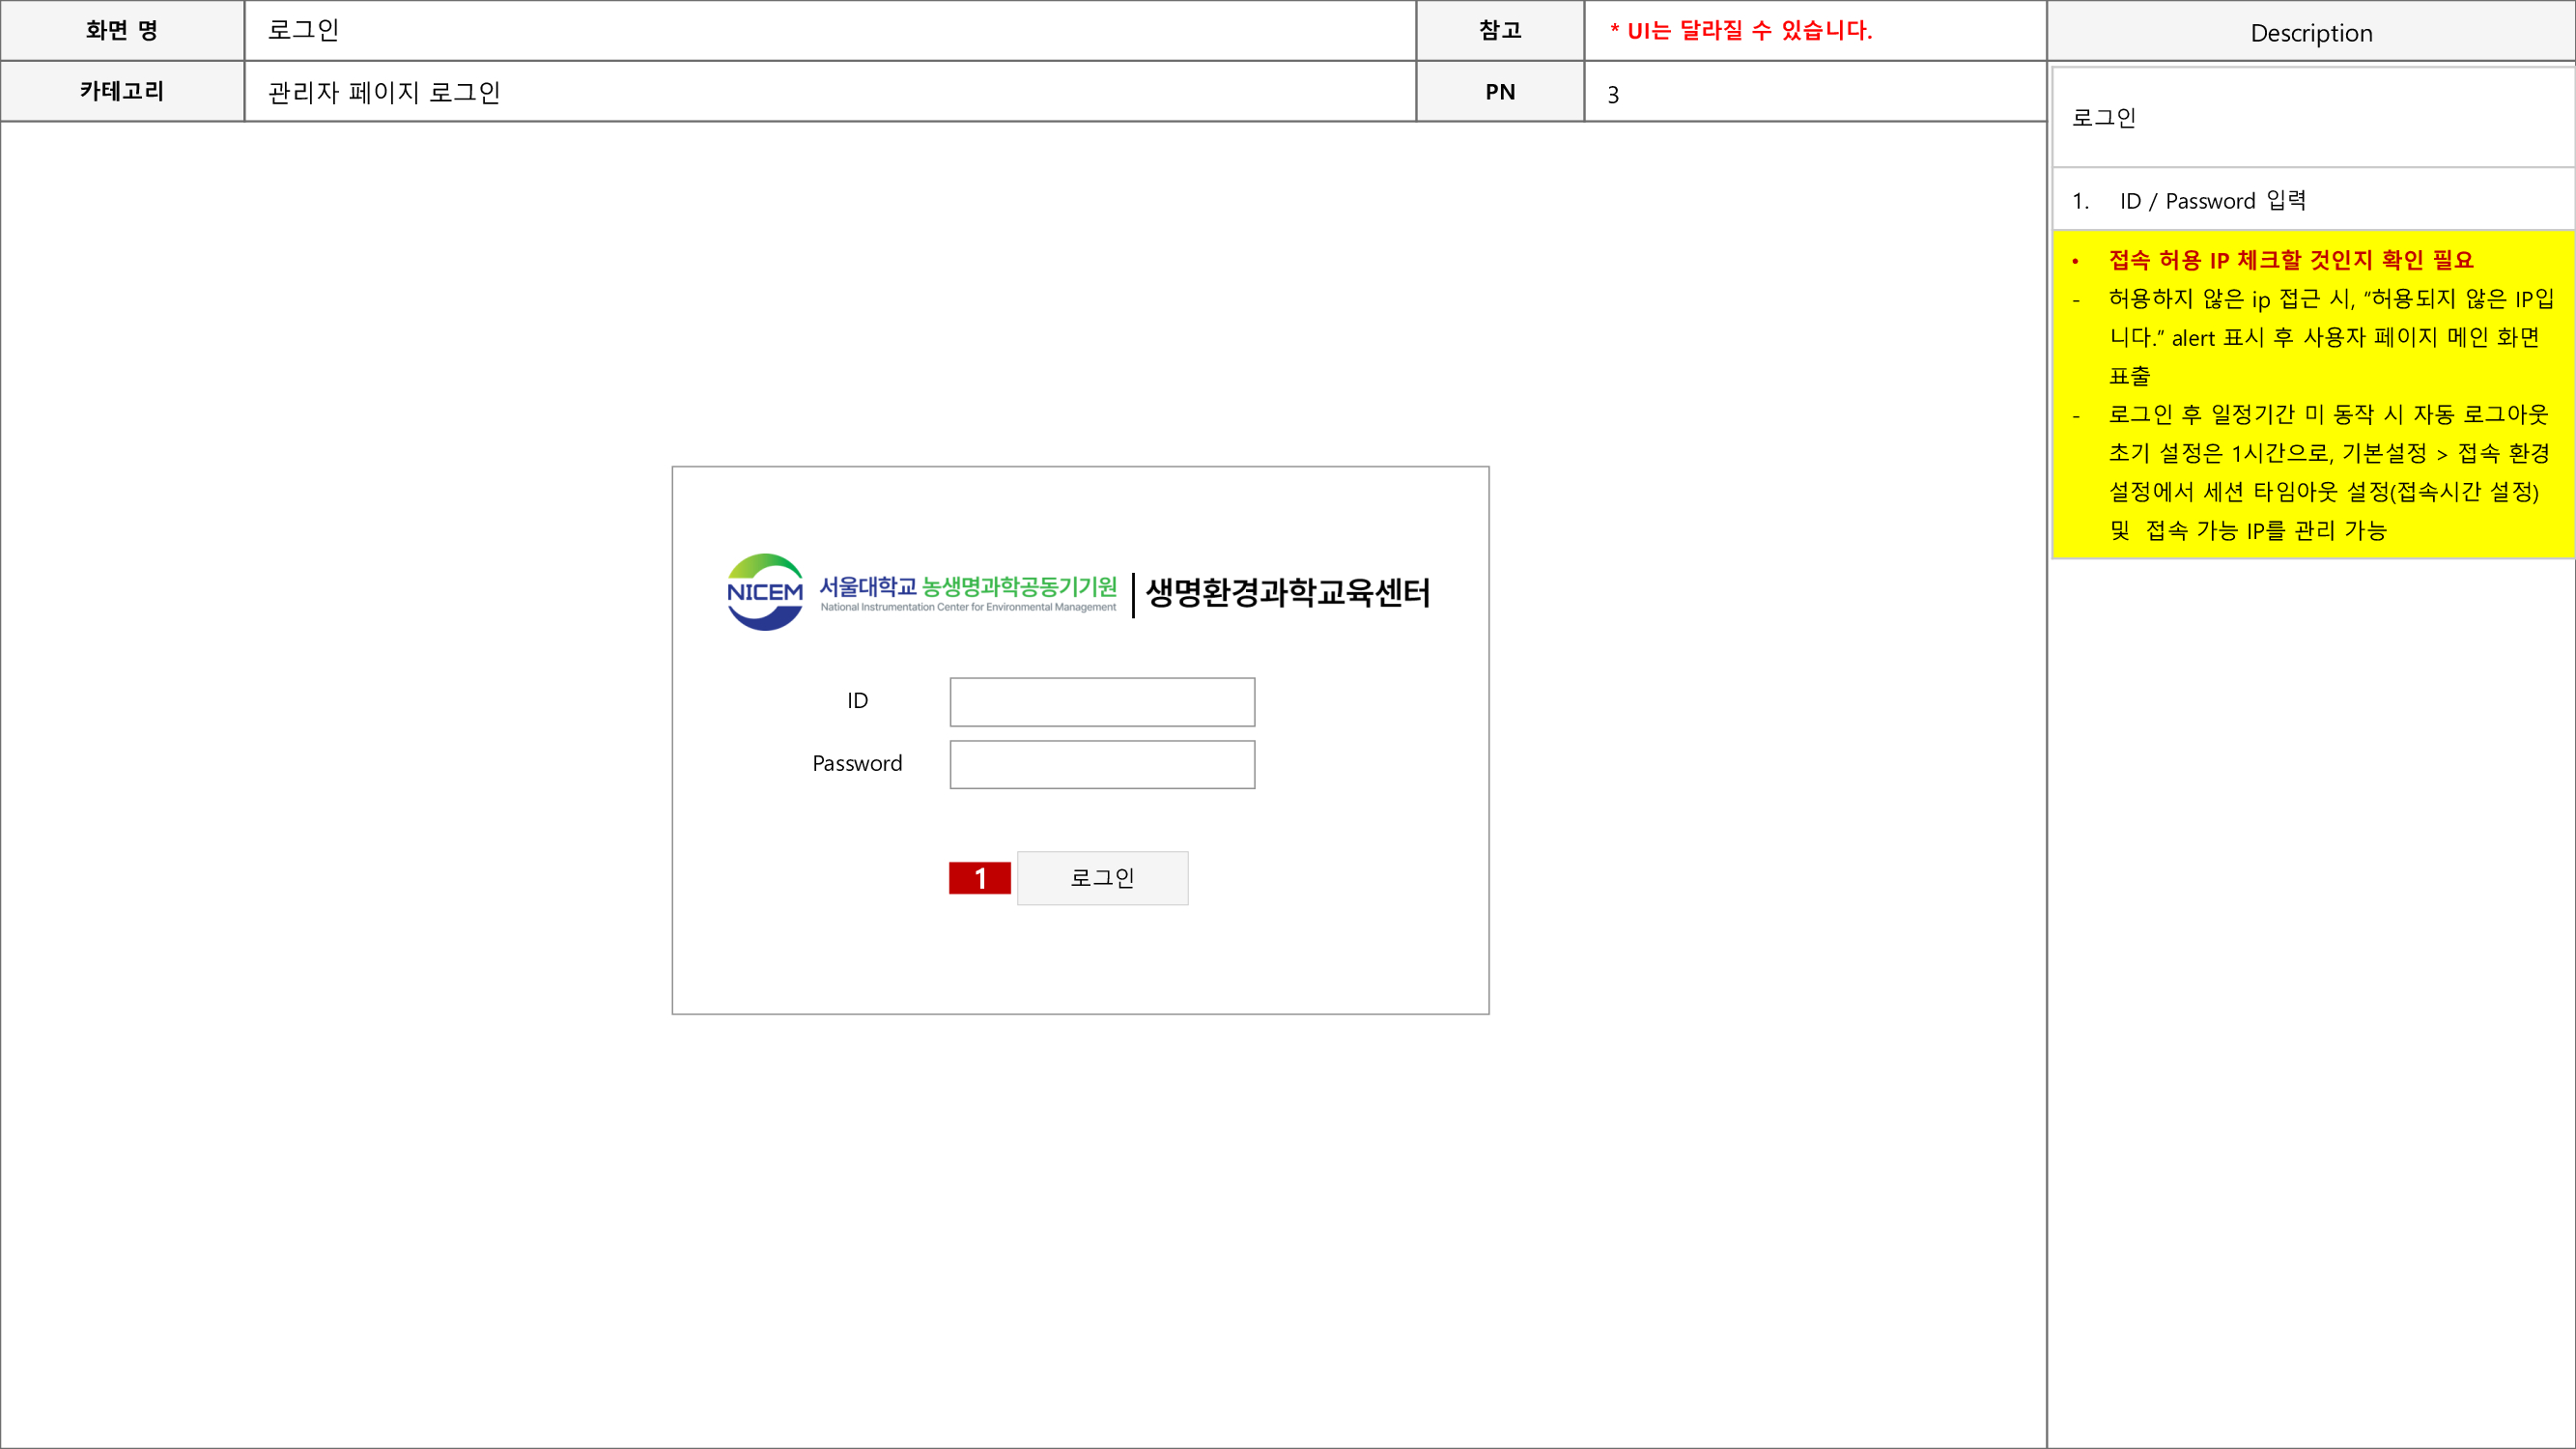 화면 명
로그인
참고
* UI는 달라질 수 있습니다.
Description
카테고리
관리자 페이지 로그인
PN
3
로그인
1. ID / Password 입력
• 접속 허용 IP 체크할 것인지 확인 필요
- 허용하지 않은 ip 접근 시, “허용되지 않은 IP입
니다.” alert 표시 후 사용자 페이지 메인 화면
표출
- 로그인 후 일정기간 미 동작 시 자동 로그아웃
초기 설정은 1시간으로, 기본설정 > 접속 환경
설정에서 세션 타임아웃 설정(접속시간 설정)
및 접속 가능 IP를 관리 가능
NICEM
서울대학교 농생명과학공동기기원
National Instrumentation Center for Environmental Management
생명환경과학교육센터
ID
Password
1
로그인